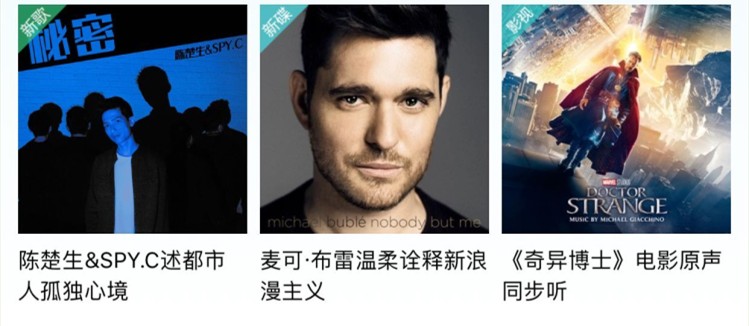 新歌
秘密
陈楚生&SPY.C
新碟
michael bublé nobody but me
影视
MARVEL STUDIOS
DOCTOR
STRANGE
MUSIC BY MICHAEL GIACCHINO
陈楚生&SPY.C述都市
人孤独心境
麦可·布雷温柔诠释新浪
漫主义
《奇异博士》电影原声
同步听